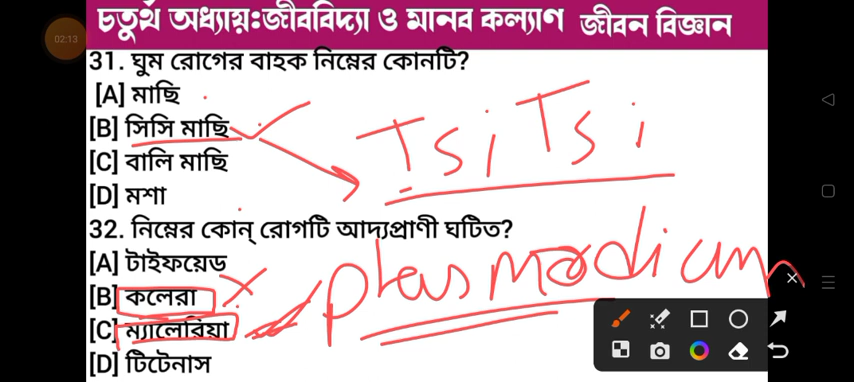 চতুর্থ অধ্যায়ঃজীববিদ্যা ও মানব কল্যাণ জীবন বিজ্ঞান
02:13
31. ঘুম রোগের বাহক নিম্নের কোনটি?
[A] মাছি
[B] সিসি মাছি
Tsi Tsi
[C] বালি মাছি
[D] মশা
32. নিম্নের কোন্ রোগটি আদ্যপ্রাণী ঘটিত?
[A] টাইফয়েড
[B] কলেরা
plasmodium
[C] ম্যালেরিয়া
[D] টিটেনাস